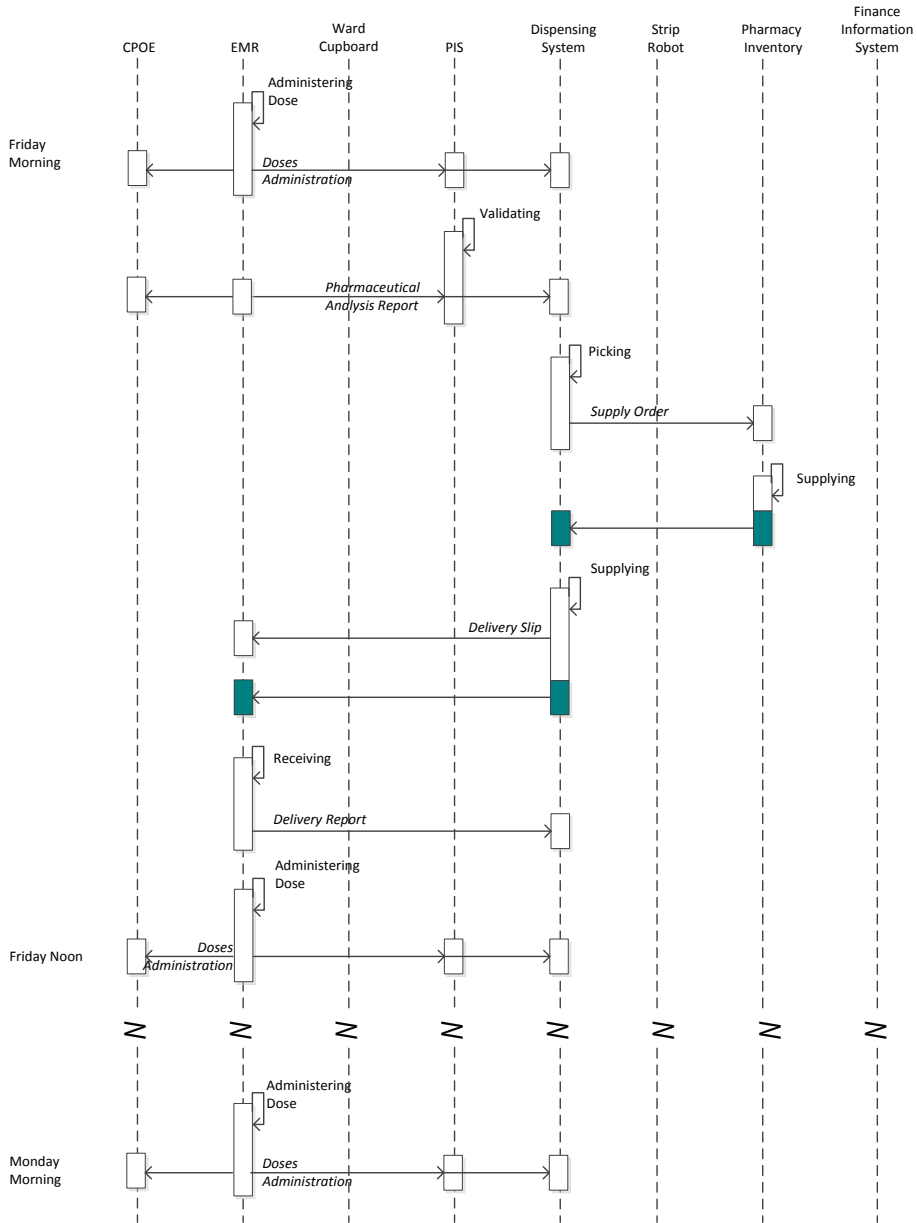 CPOE
EMR
Ward
Cupboard
PIS
Dispensing
System
Strip
Robot
Pharmacy
Inventory
Finance
Information
System
Administering
Dose
Friday
Morning
Doses
Administration
Validating
Pharmaceutical
Analysis Report
Picking
Supply Order
Supplying
Supplying
Delivery Slip
Receiving
Delivery Report
Administering
Dose
Friday Noon
Doses
Administration
N N N N N N N N
Administering
Dose
Monday
Morning
Doses
Administration